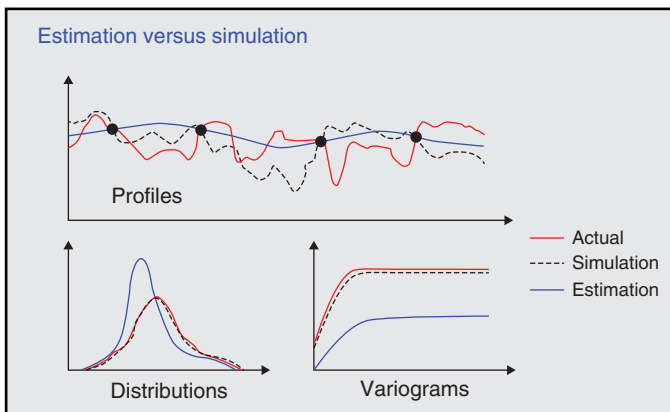 Estimation versus simulation
Profiles
Actual
Simulation
Estimation
Distributions
Variograms